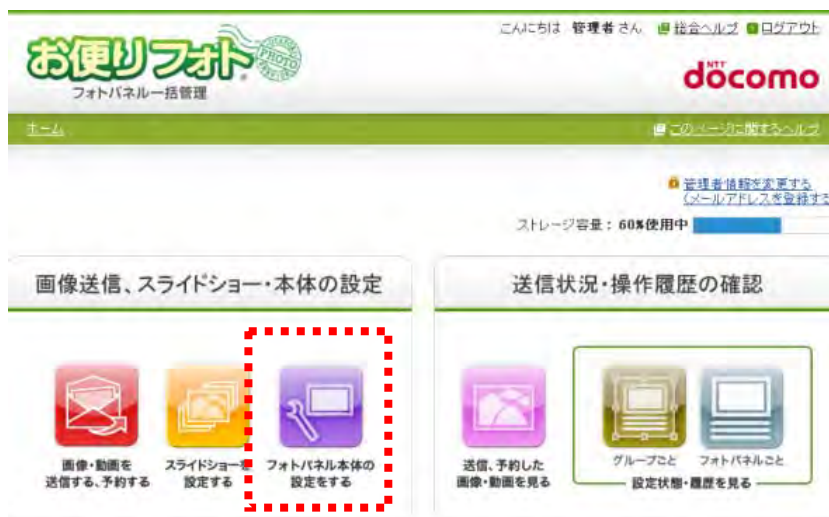 こんにちは 管理者 さん 総合ヘルプ ログアウト
お便りフォト
PHOTO
フォトパネル一括管理
NTT
döcomo
ホーム
このページに関するヘルプ
管理者情報を変更する
(メールアドレスを登録する
ストレージ容量：60%使用中
画像送信、スライドショー・本体の設定
送信状況・操作履歴の確認
画像・動画を
送信する、予約する
スライドショーを
設定する
フォトパネル本体の
設定をする
送信、予約した
画像・動画を見る
グループごと
フォトパネルごと
設定状態・履歴を見る